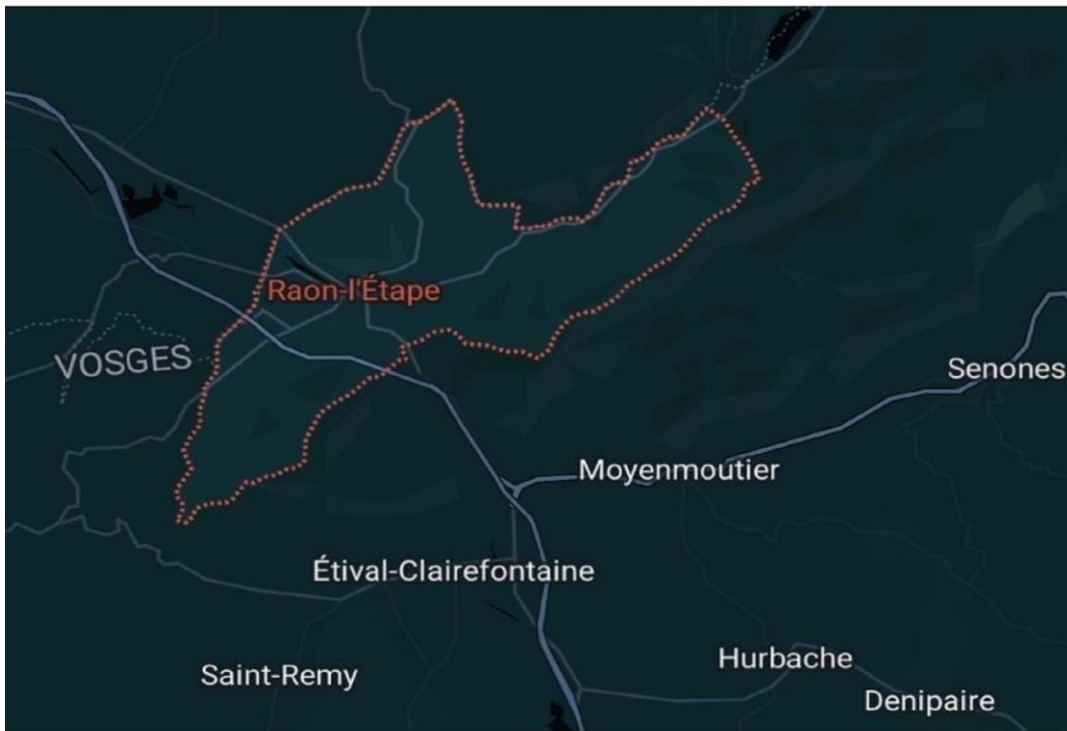 Raon-l'Étape
VOSGES
Senones
Moyenmoutier
Étival-Clairefontaine
Hurbache
Saint-Remy
Denipaire